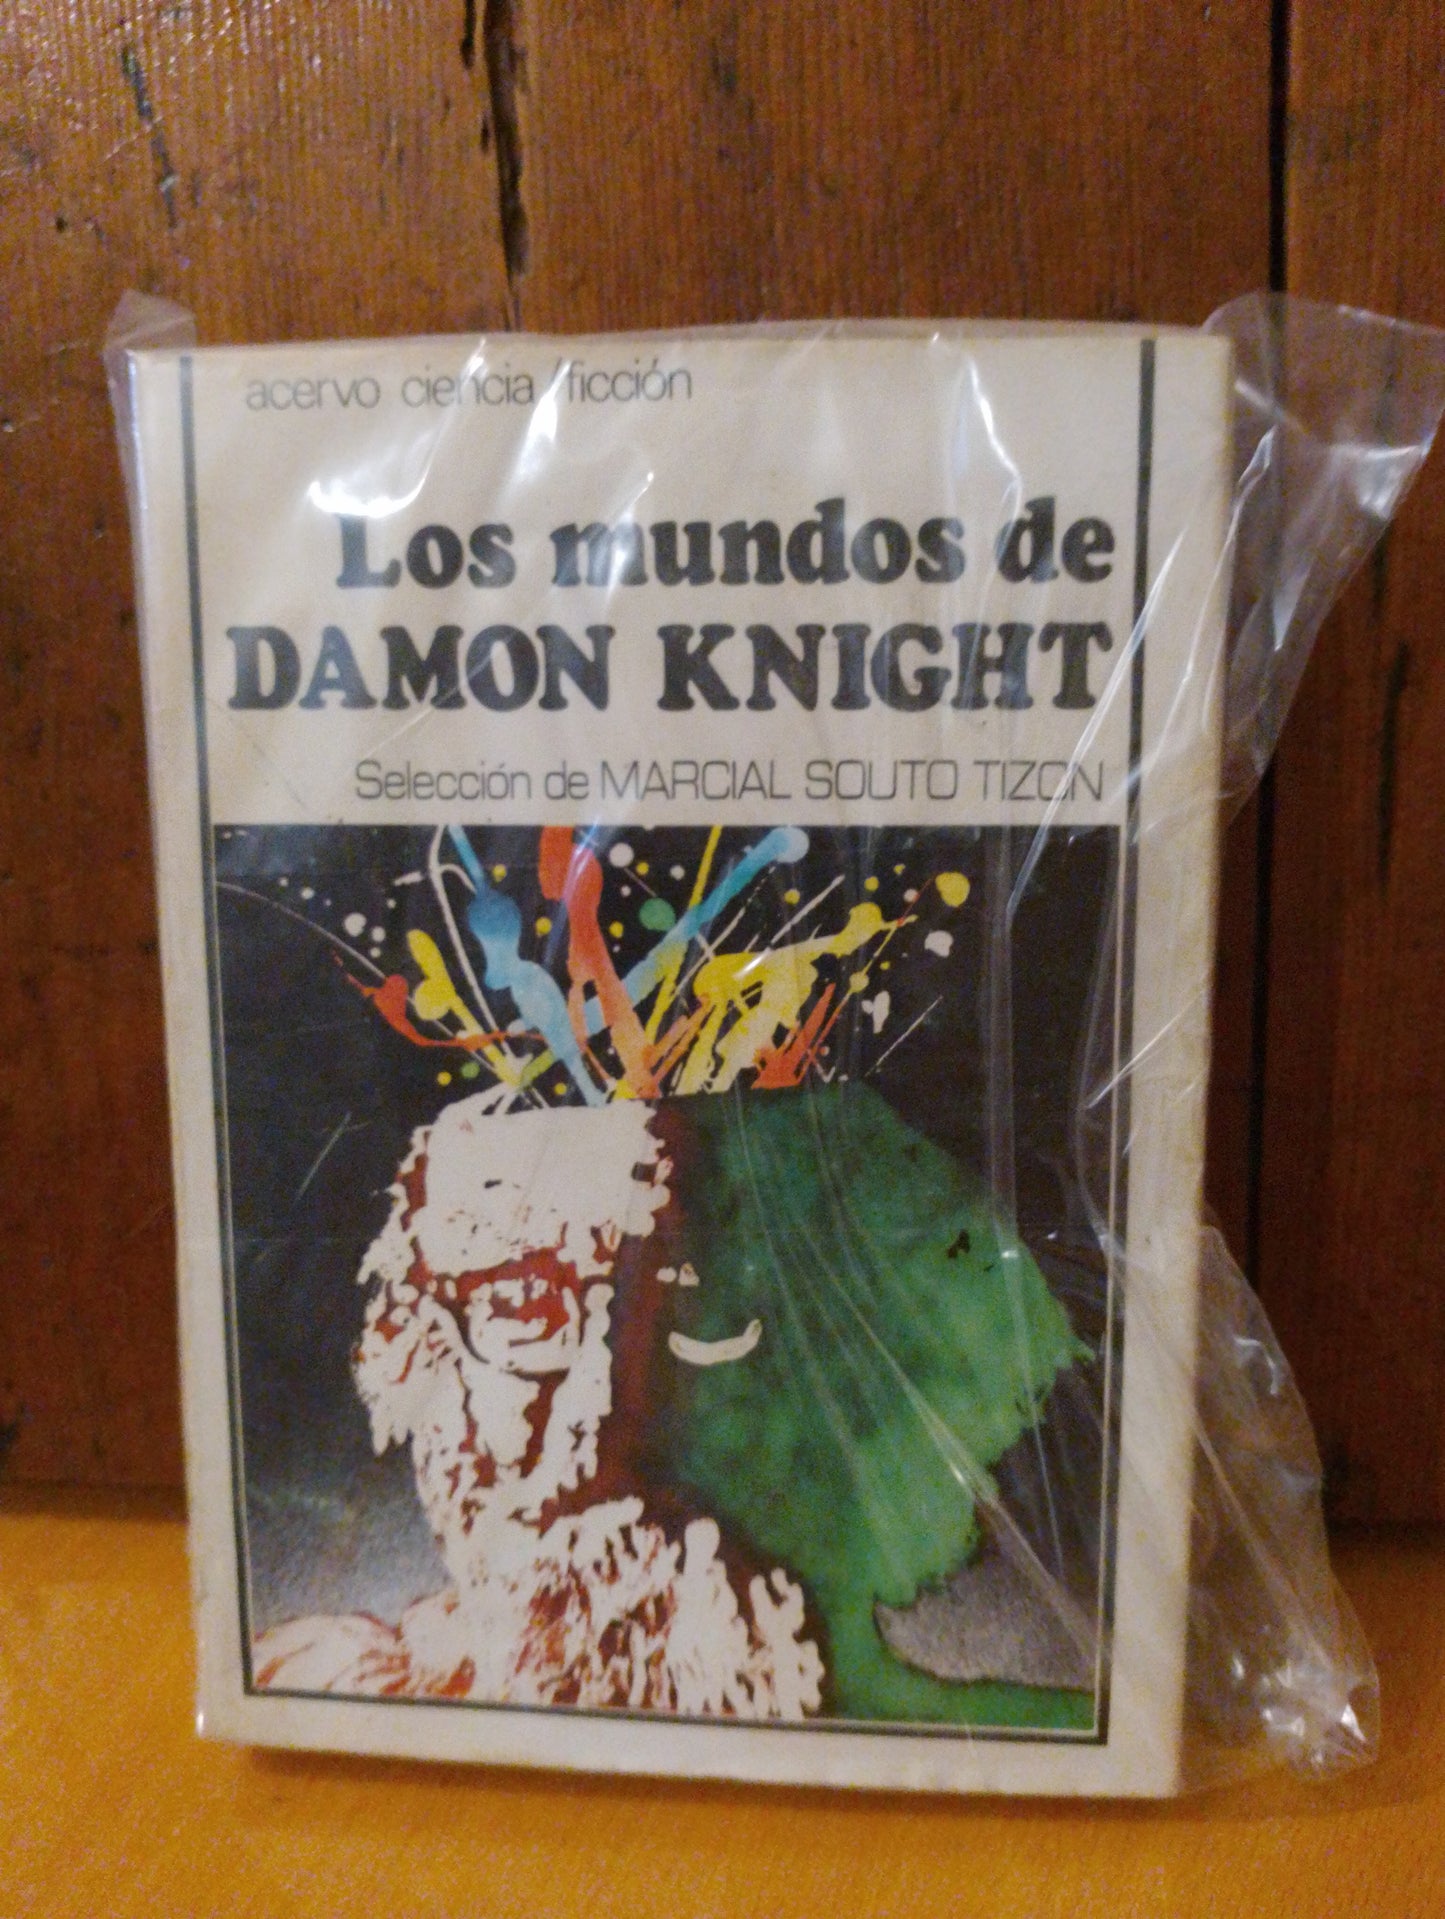 acervo ciencia/ficción
Los mundos de
DAMON KNIGHT
Selección de MARCIAL SOUTO TIZON